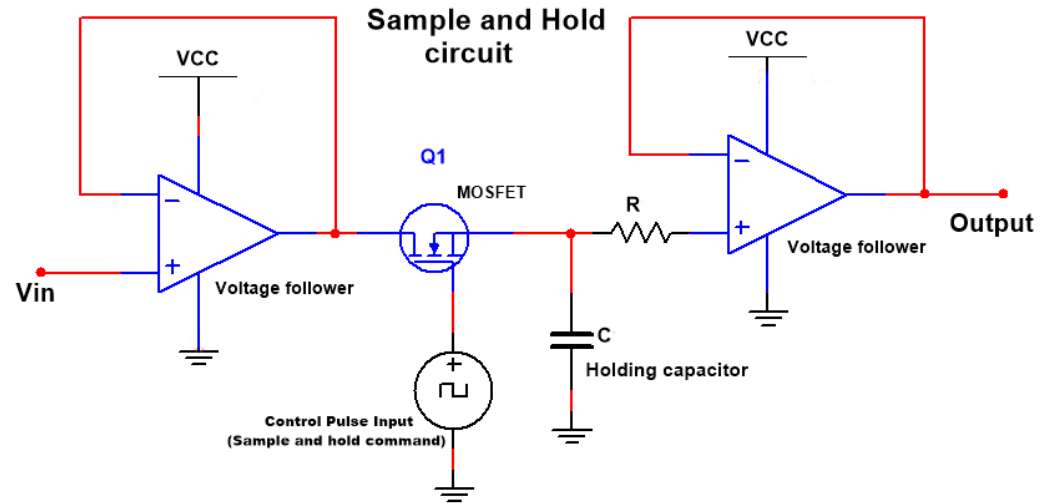 Sample and Hold
circuit
VCC
VCC
Q1
MOSFET
R
−
−
+
+
Output
Voltage follower
Vin
Voltage follower
C
+
Holding capacitor
Control Pulse Input
(Sample and hold command)